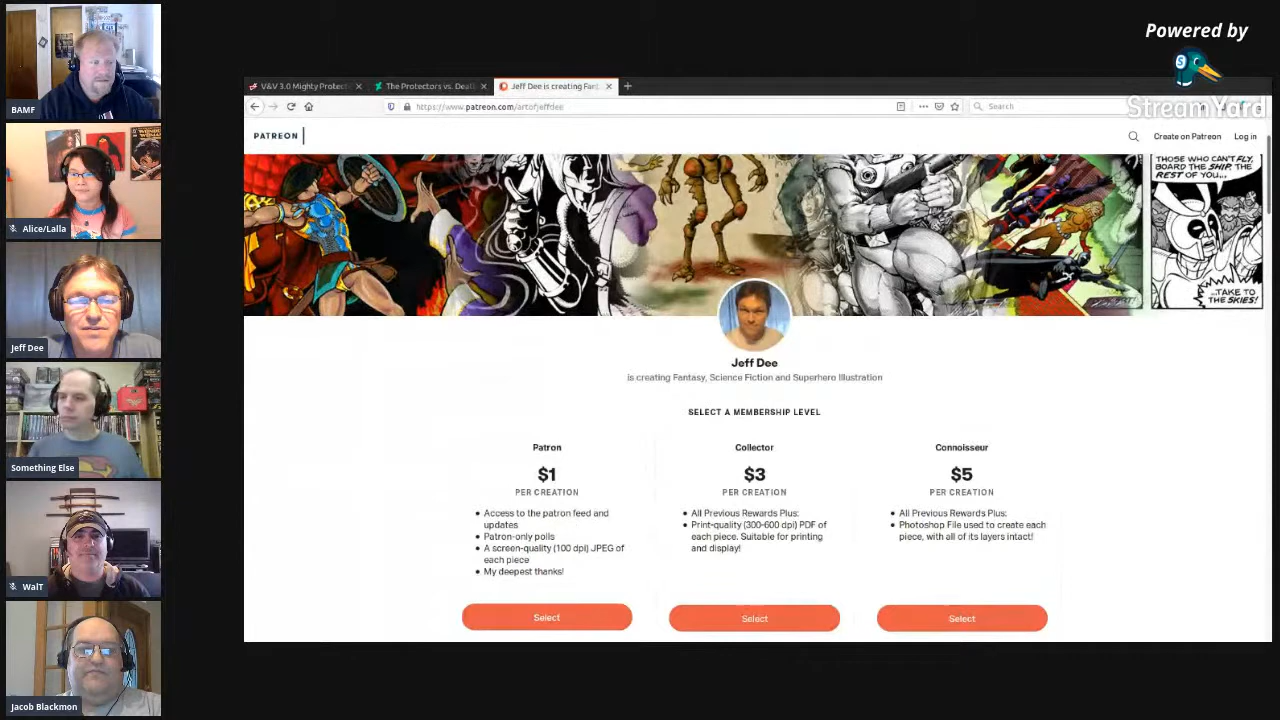 Powered by
StreamYard
BAMF
Alice/Lalla
Jeff Dee
Something Else
WalT
Jacob Blackmon
V&V 3.0 Mighty Protect
The Protectors vs. Deat
Jeff Dee is creating Fant
https://www.patreon.com/artofjeffdee
Search
PATREON
Create on Patreon
Log in
THOSE WHO CAN'T FLY,
BOARD THE SHIP. THE
REST OF YOU...
...TAKE TO
THE SKIES!
Jeff Dee
is creating Fantasy, Science Fiction and Superhero Illustration
SELECT A MEMBERSHIP LEVEL
Patron
$1
PER CREATION
Access to the patron feed and
updates
Patron-only polls
A screen-quality (100 dpi) JPEG of
each piece
My deepest thanks!
Select
Collector
$3
PER CREATION
All Previous Rewards Plus:
Print-quality (300-600 dpi) PDF of
each piece. Suitable for printing
and display!
Select
Connoisseur
$5
PER CREATION
All Previous Rewards Plus:
Photoshop File used to create each
piece, with all of its layers intact!
Select